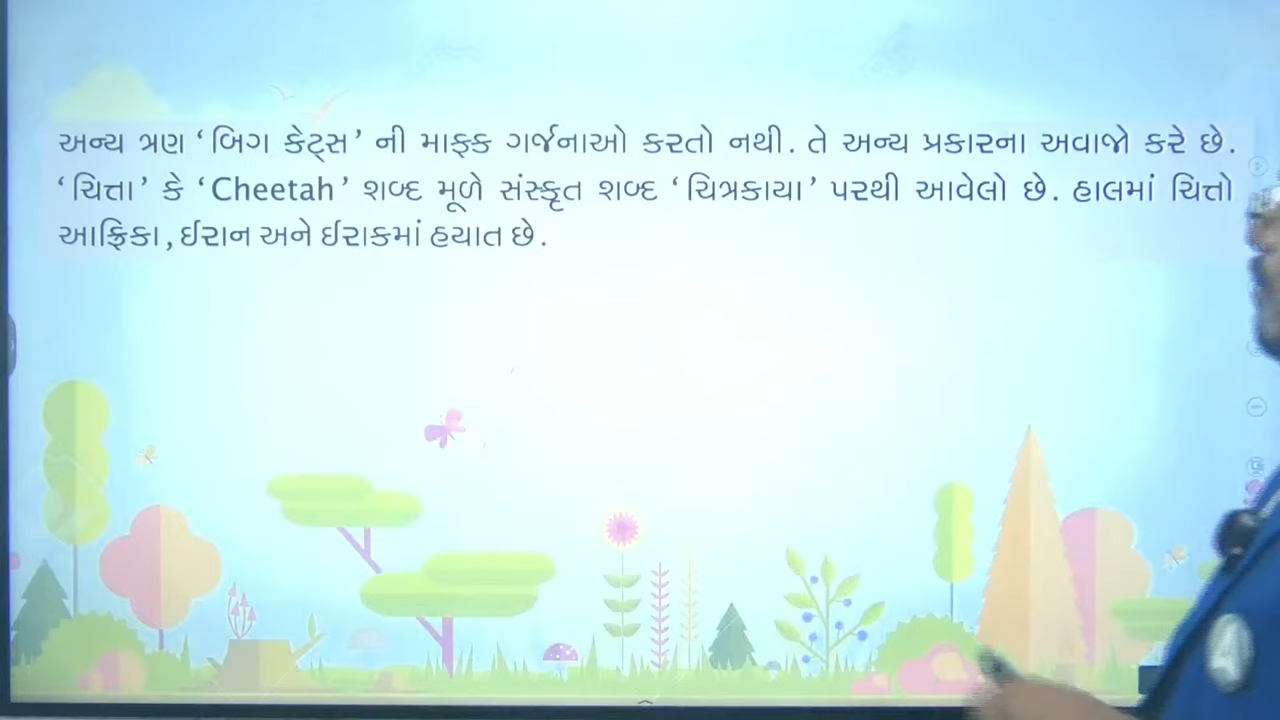 અન્ય ત્રણ ‘બિગ કેટ્સ’ ની માફક ગર્જનાઓ કરતો નથી. તે અન્ય પ્રકારના અવાજો કરે છે.
‘ચિત્તા’ કે ‘Cheetah’ શબ્દ મૂળે સંસ્કૃત શબ્દ ‘ચિત્રકાયા’ પરથી આવેલો છે. હાલમાં ચિત્તો
આફ્રિકા,ઈરાન અને ઈરાકમાં હયાત છે.